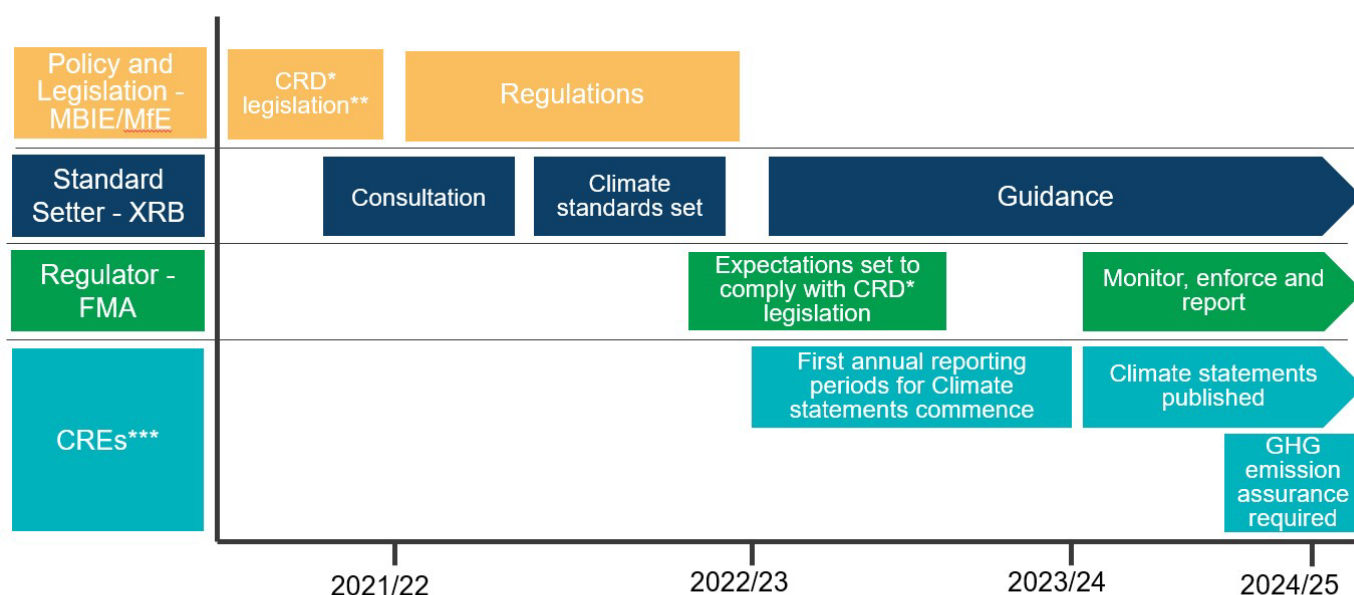 Policy and
Legislation -
MBIE/MfE
CRD*
legislation**
Regulations
Standard
Setter - XRB
Consultation
Climate
standards set
Guidance
Regulator -
FMA
Expectations set to
comply with CRD*
legislation
Monitor, enforce and
report
CREs***
First annual reporting
periods for Climate
statements commence
Climate statements
published
GHG
emission
assurance
required
2021/22
2022/23
2023/24
2024/25